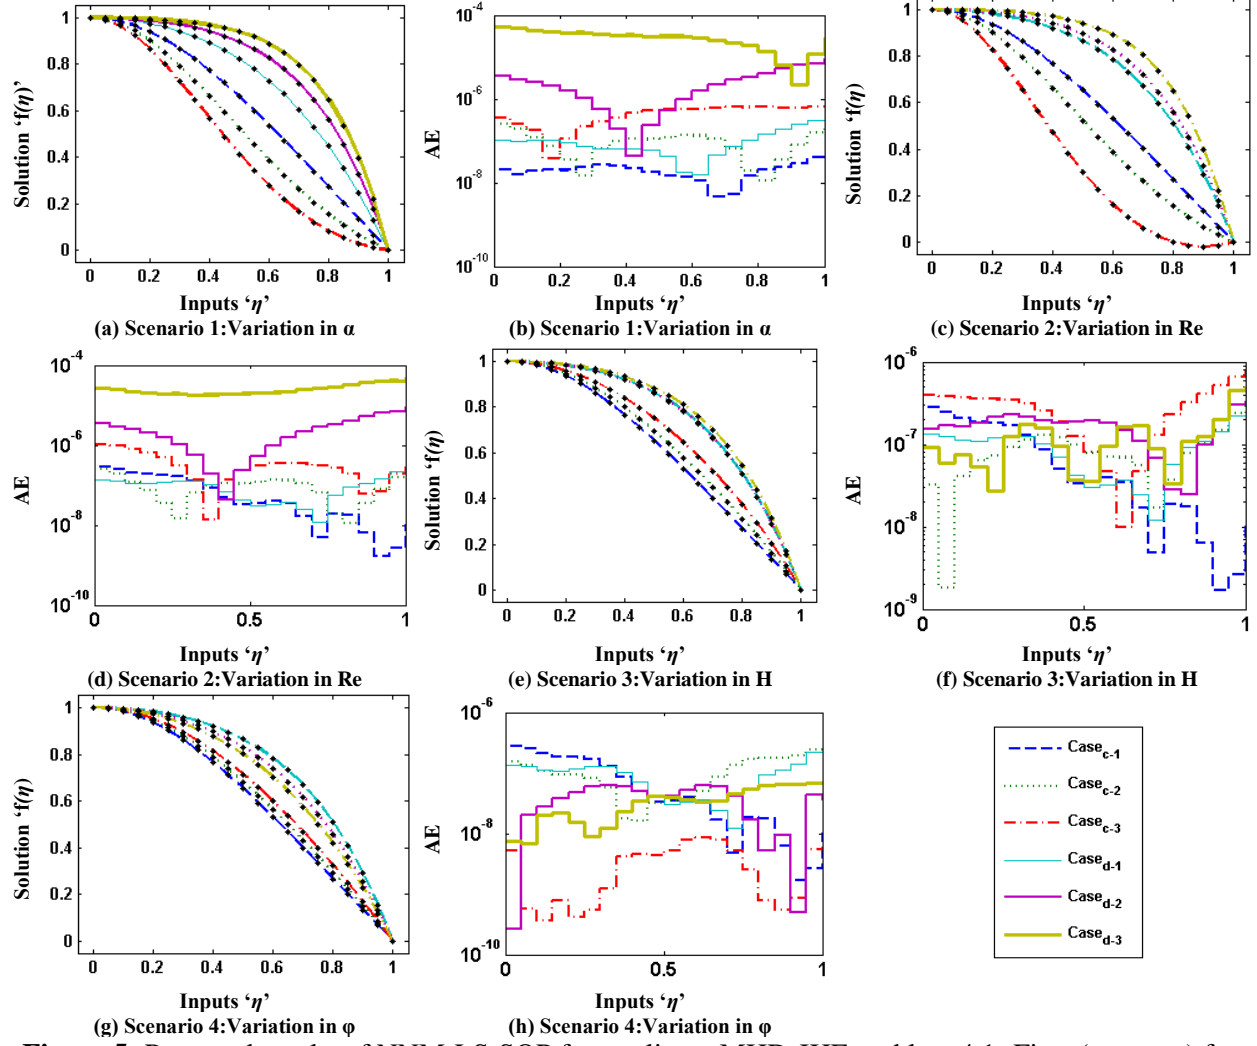 Solution ‘f(η)’
1
0.8
0.6
0.4
0.2
0
0 0.2 0.4 0.6 0.8 1
Inputs ‘η’
(a) Scenario 1:Variation in α
AE
10-4
10-6
10-8
10-10
0 0.2 0.4 0.6 0.8 1
Inputs ‘η’
(b) Scenario 1:Variation in α
Solution ‘f(η)
1
0.8
0.6
0.4
0.2
0
0 0.2 0.4 0.6 0.8 1
Inputs ‘η’
(c) Scenario 2:Variation in Re
AE
10-4
10-6
10-8
10-10
0 0.5 1
Inputs ‘η’
(d) Scenario 2:Variation in Re
Solution ‘f(η)
1
0.8
0.6
0.4
0.2
0
0 0.2 0.4 0.6 0.8 1
Inputs ‘η’
(e) Scenario 3:Variation in H
AE
10-6
10-7
10-8
10-9
0 0.5 1
Inputs ‘η’
(f) Scenario 3:Variation in H
Solution ‘f(η)
1
0.8
0.6
0.4
0.2
0
0 0.2 0.4 0.6 0.8 1
Inputs ‘η’
(g) Scenario 4:Variation in φ
AE
10-6
10-8
10-10
0 0.5 1
Inputs ‘η’
(h) Scenario 4:Variation in φ
Case c-1
Case c-2
Case c-3
Case d-1
Case d-2
Case d-3